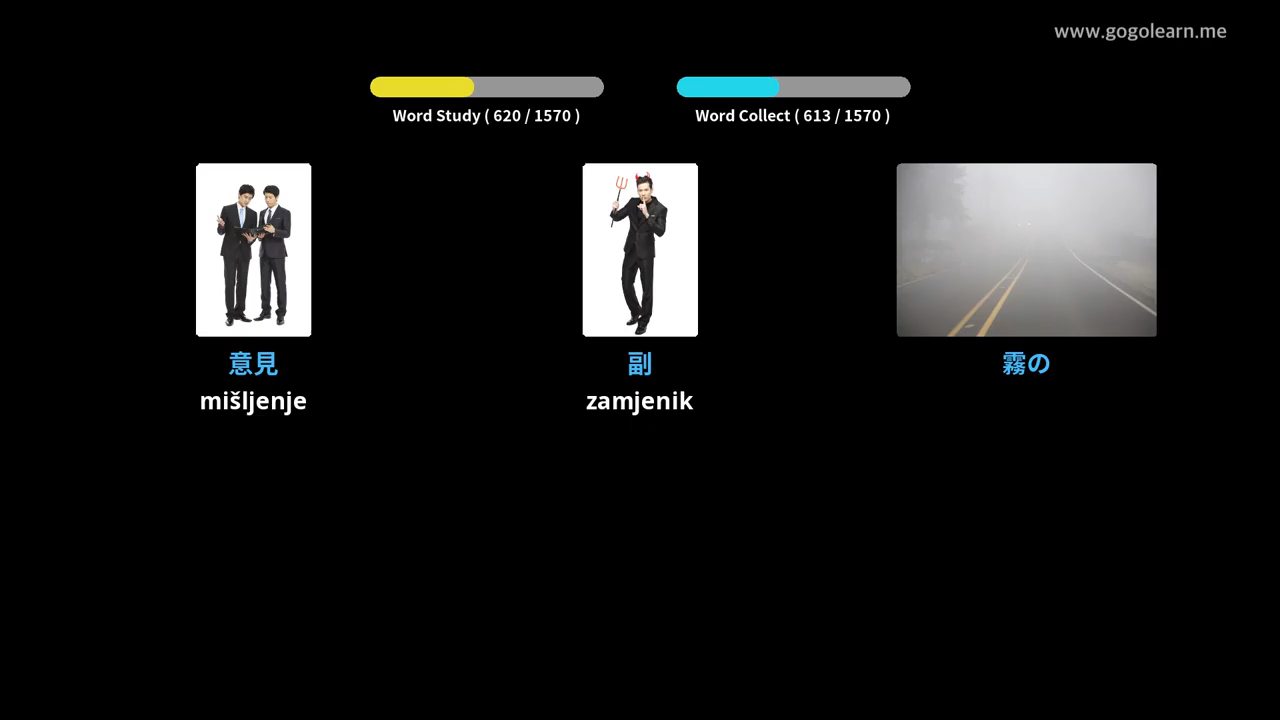 www.gogolearn.me
Word Study ( 620 / 1570 )
Word Collect ( 613 / 1570 )
意見
mišljenje
副
zamjenik
霧の